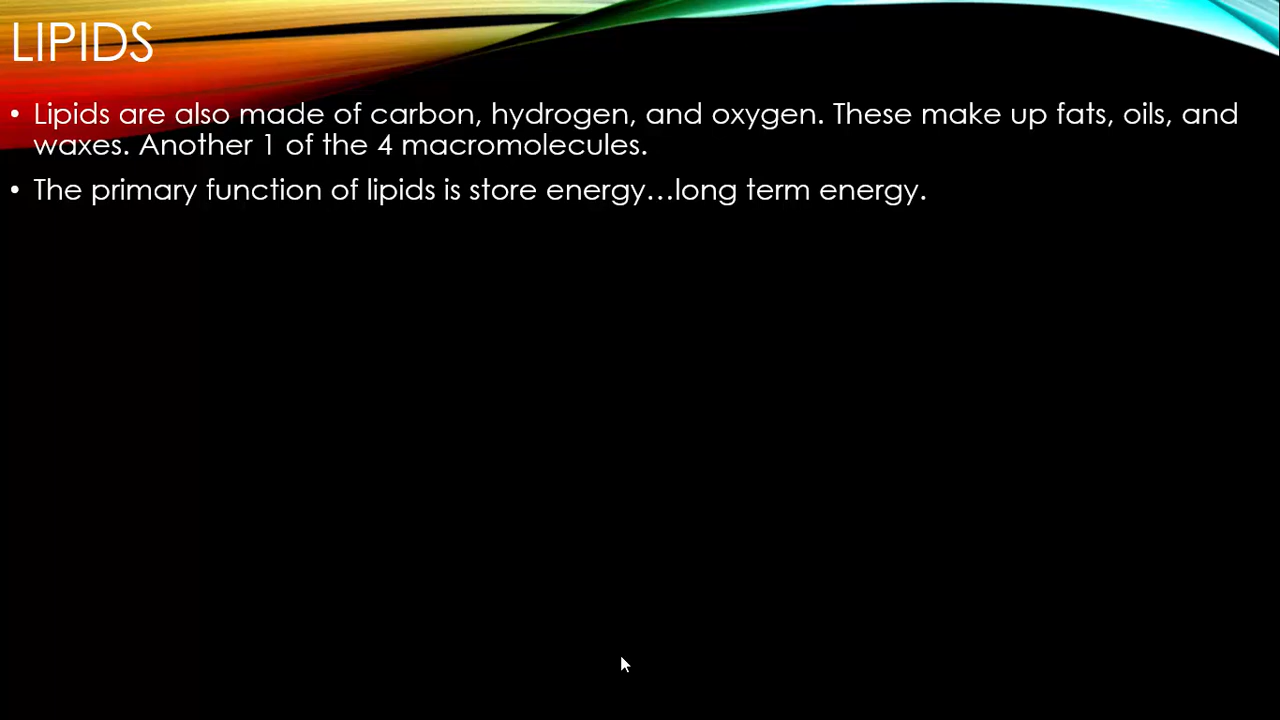 LIPIDS
• Lipids are also made of carbon, hydrogen, and oxygen. These make up fats, oils, and
waxes. Another 1 of the 4 macromolecules.
• The primary function of lipids is store energy…long term energy.